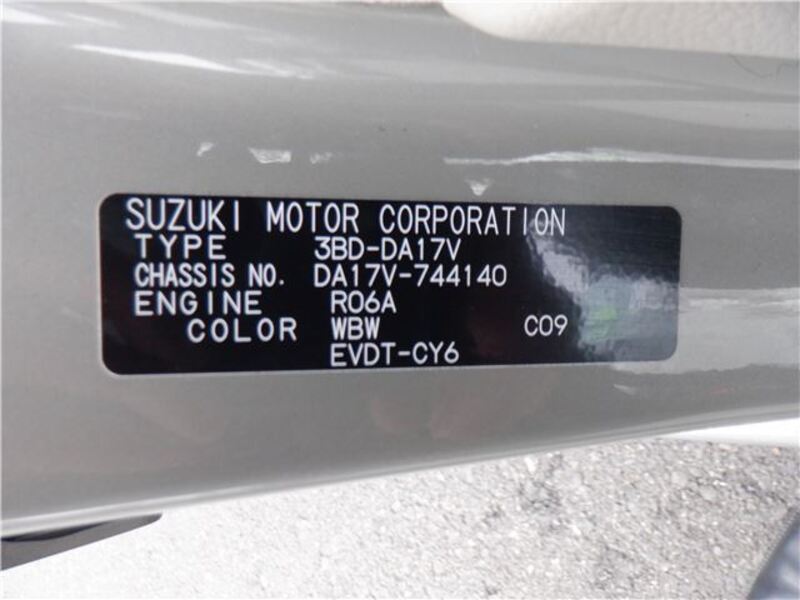 SUZUKI MOTOR CORPORATION
TYPE 3BD-DA17V
CHASSIS NO. DA17V-744140
ENGINE R06A
COLOR WBW C09
EVDT-CY6